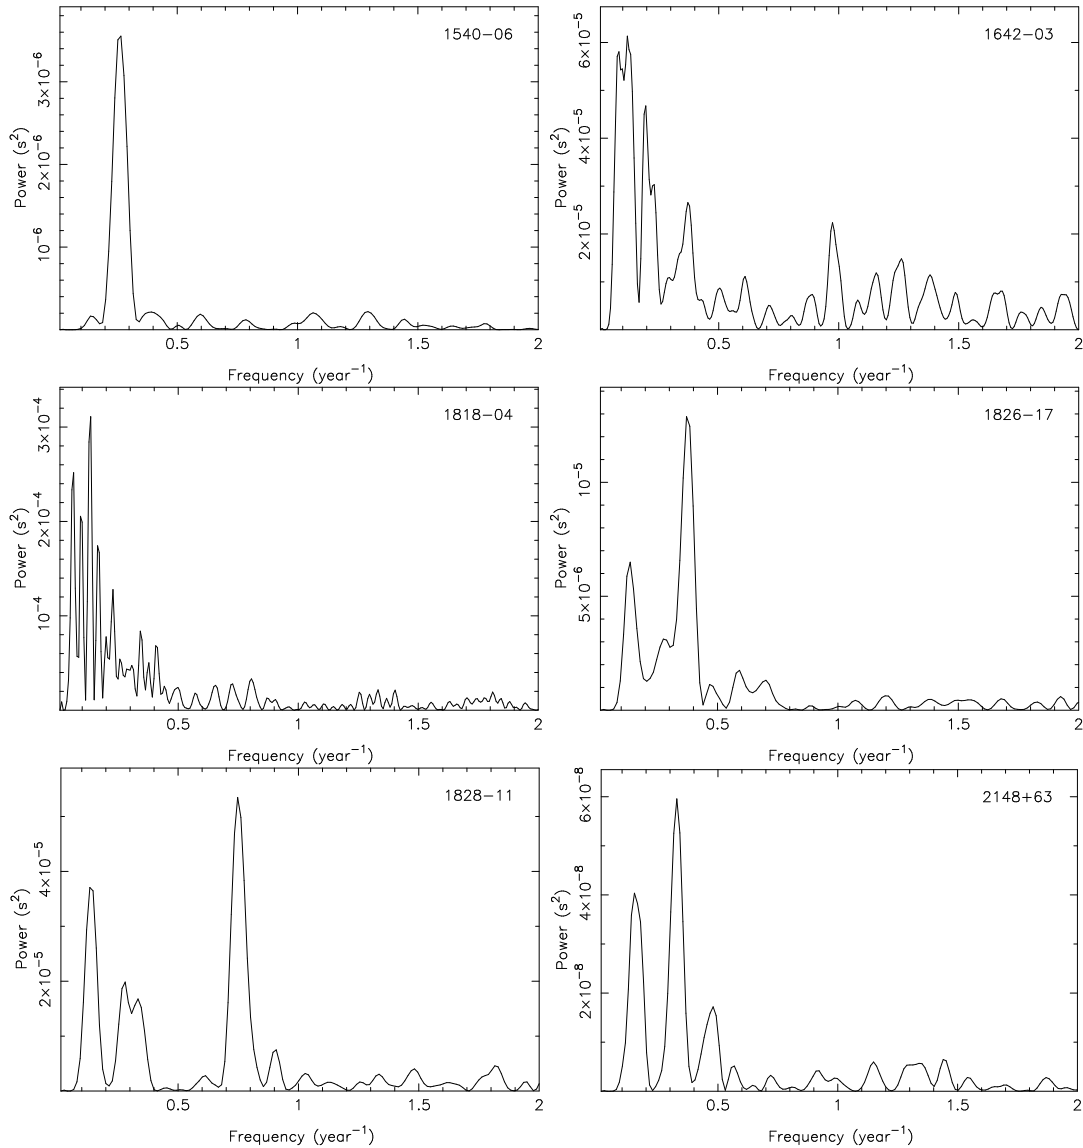 1540−06
Power (s²)
10⁻⁶ 2×10⁻⁶ 3×10⁻⁶
0.5 1 1.5 2
Frequency (year⁻¹)
1642−03
Power (s²)
2×10⁻⁵ 4×10⁻⁵ 6×10⁻⁵
0.5 1 1.5 2
Frequency (year⁻¹)
1818−04
Power (s²)
10⁻⁴ 2×10⁻⁴ 3×10⁻⁴
0.5 1 1.5 2
Frequency (year⁻¹)
1826−17
Power (s²)
5×10⁻⁶ 10⁻⁵
0.5 1 1.5 2
Frequency (year⁻¹)
1828−11
Power (s²)
2×10⁻⁵ 4×10⁻⁵
0.5 1 1.5 2
Frequency (year⁻¹)
2148+63
Power (s²)
2×10⁻⁸ 4×10⁻⁸ 6×10⁻⁸
0.5 1 1.5 2
Frequency (year⁻¹)